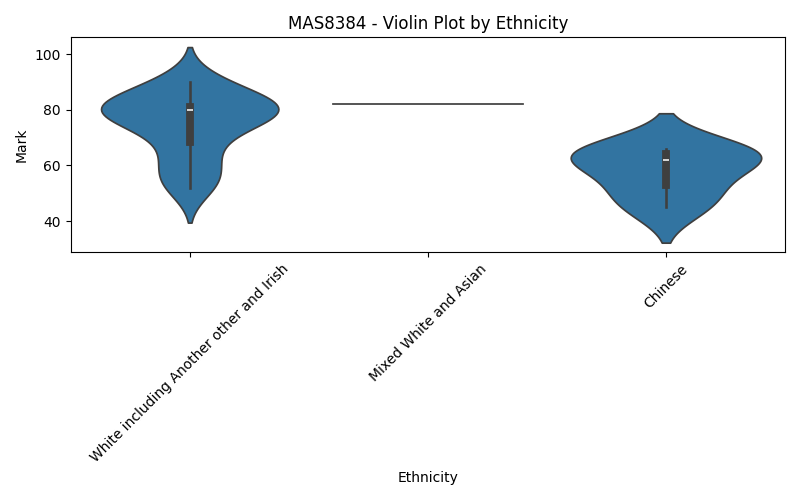 MAS8384 - Violin Plot by Ethnicity
Mark
100
80
60
40
White including Another other and Irish
Mixed White and Asian
Chinese
Ethnicity